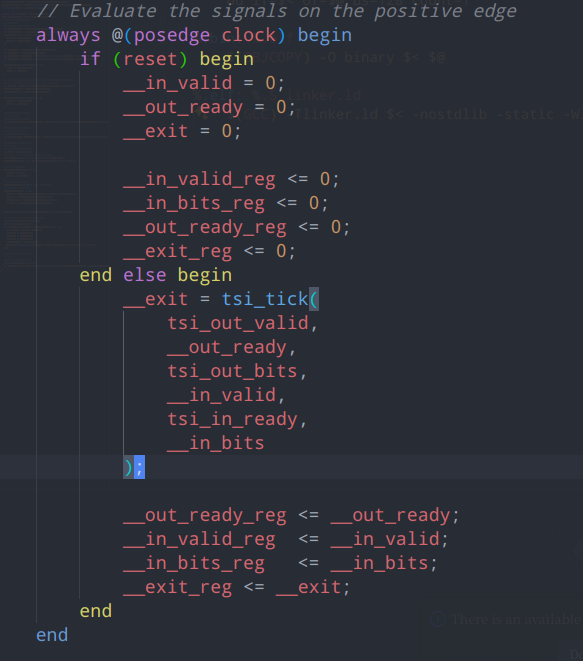 // Evaluate the signals on the positive edge
always @(posedge clock) begin
    if (reset) begin
        __in_valid = 0;
        __out_ready = 0;
        __exit = 0;

        __in_valid_reg <= 0;
        __in_bits_reg <= 0;
        __out_ready_reg <= 0;
        __exit_reg <= 0;
    end else begin
        __exit = tsi_tick(
            tsi_out_valid,
            __out_ready,
            tsi_out_bits,
            __in_valid,
            tsi_in_ready,
            __in_bits
        );

        __out_ready_reg <= __out_ready;
        __in_valid_reg  <= __in_valid;
        __in_bits_reg   <= __in_bits;
        __exit_reg <= __exit;
    end
end
There is an available